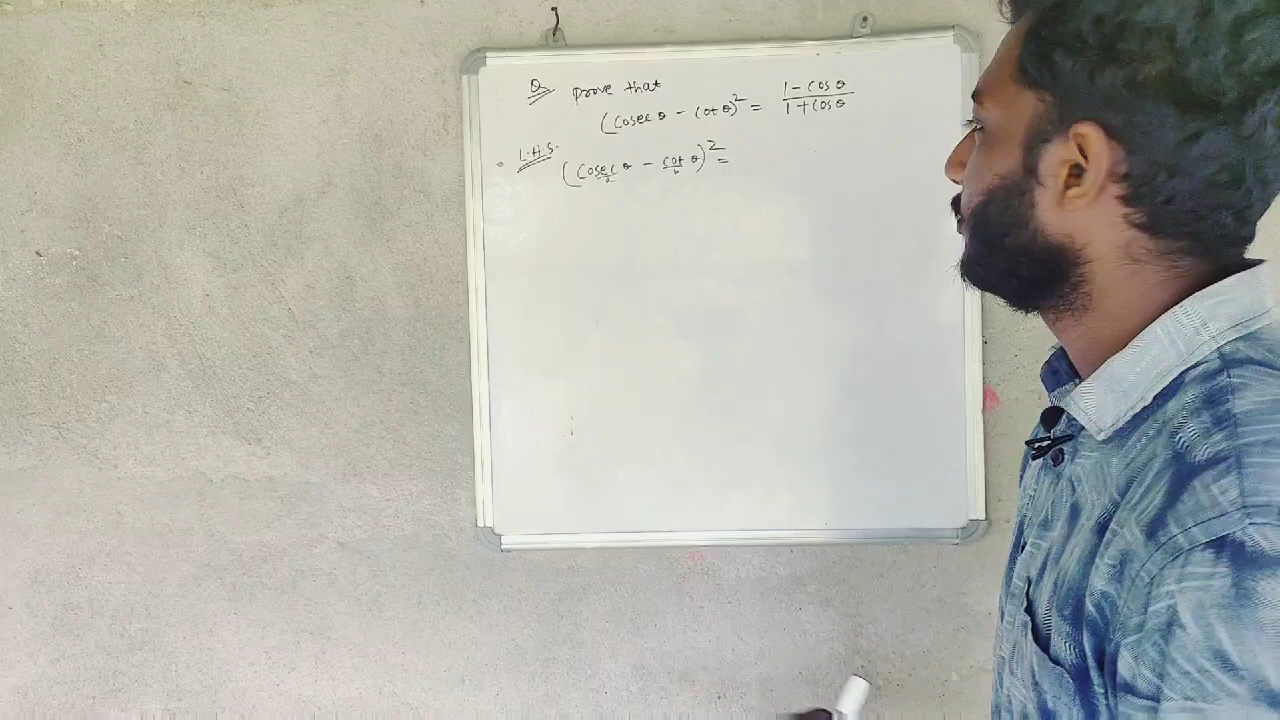 Q prove that
(cosec θ - cot θ)² = 1 - cos θ / 1 + cos θ
L.H.S. (cosec θ - cot θ)² =
a b